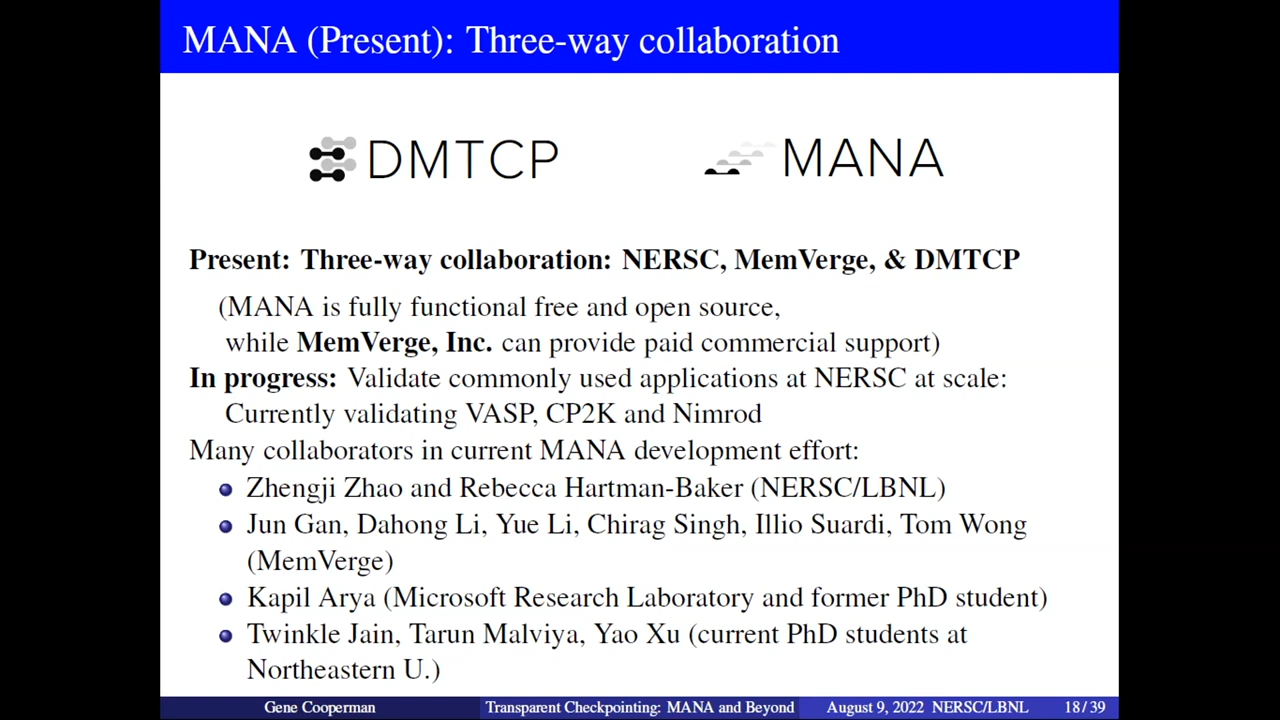 MANA (Present): Three-way collaboration
DMTCP
MANA
Present: Three-way collaboration: NERSC, MemVerge, & DMTCP
(MANA is fully functional free and open source,
while MemVerge, Inc. can provide paid commercial support)
In progress: Validate commonly used applications at NERSC at scale:
Currently validating VASP, CP2K and Nimrod
Many collaborators in current MANA development effort:
Zhengji Zhao and Rebecca Hartman-Baker (NERSC/LBNL)
Jun Gan, Dahong Li, Yue Li, Chirag Singh, Illio Suardi, Tom Wong
(MemVerge)
Kapil Arya (Microsoft Research Laboratory and former PhD student)
Twinkle Jain, Tarun Malviya, Yao Xu (current PhD students at
Northeastern U.)
Gene Cooperman Transparent Checkpointing: MANA and Beyond August 9, 2022 NERSC/LBNL 18 / 39